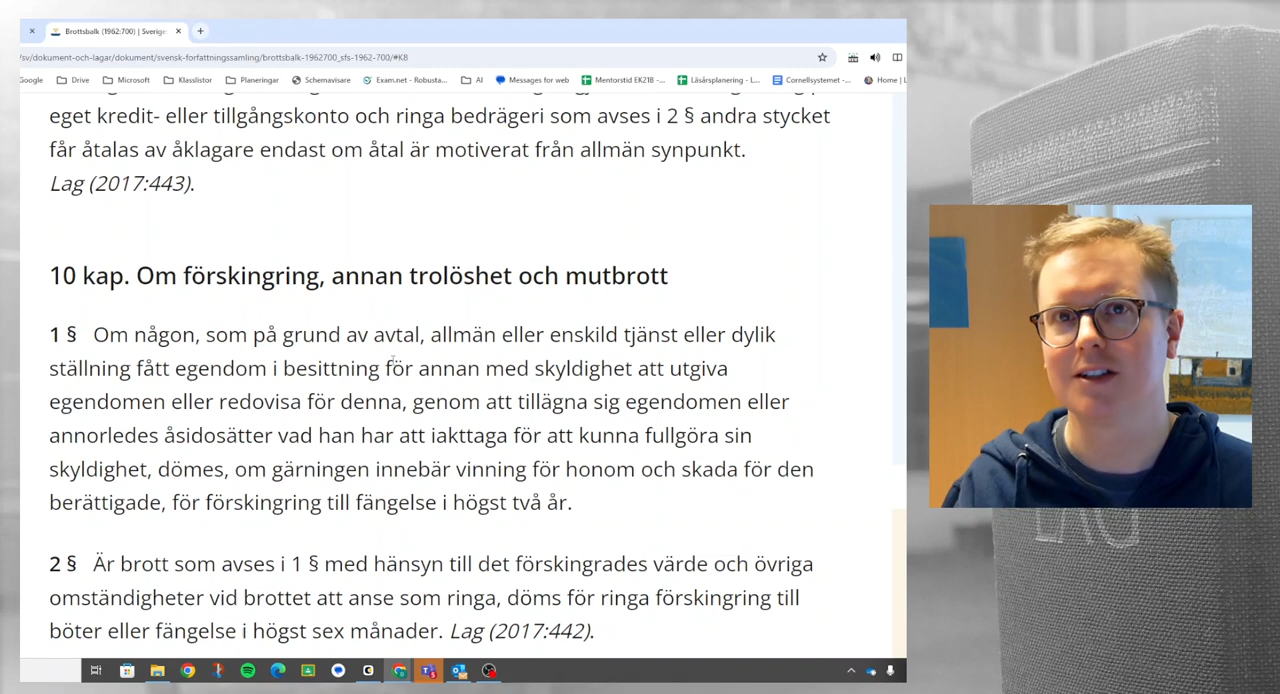 Brottsbalk (1962:700) | Sverige
/sv/dokument-och-lagar/dokument/svensk-forfattningssamling/brottsbalk-1962700_sfs-1962-700/#K8
Google Drive Microsoft Klasslistor Planeringar Schemavisare Exam.net - Robusta... AI Messages for web Mentorstid EK21B -... Läsårsplanering - L... Cornellsystemet -... Home | L
eget kredit- eller tillgångskonto och ringa bedrägeri som avses i 2 § andra stycket
får åtalas av åklagare endast om åtal är motiverat från allmän synpunkt.
Lag (2017:443).
10 kap. Om förskingring, annan trolöshet och mutbrott
1 § Om någon, som på grund av avtal, allmän eller enskild tjänst eller dylik
ställning fått egendom i besittning för annan med skyldighet att utgiva
egendomen eller redovisa för denna, genom att tillägna sig egendomen eller
annorledes åsidosätter vad han har att iakttaga för att kunna fullgöra sin
skyldighet, dömes, om gärningen innebär vinning för honom och skada för den
berättigade, för förskingring till fängelse i högst två år.
2 § Är brott som avses i 1 § med hänsyn till det förskingrades värde och övriga
omständigheter vid brottet att anse som ringa, döms för ringa förskingring till
böter eller fängelse i högst sex månader. Lag (2017:442).
LAG